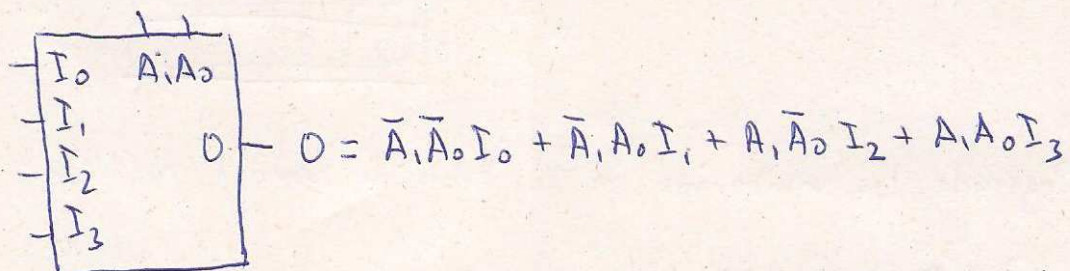 I₀ A₁A₀
I₁
O O = Ā₁Ā₀I₀ + Ā₁A₀I₁ + A₁Ā₀I₂ + A₁A₀I₃
I₂
I₃